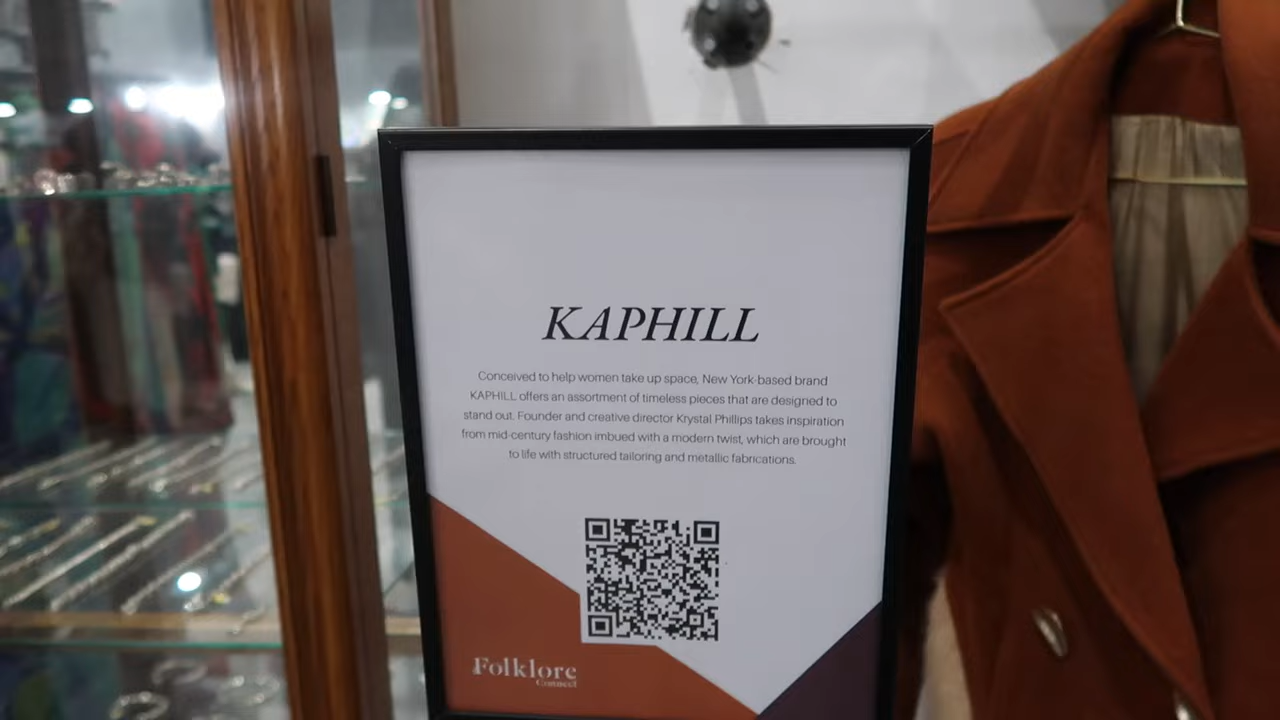 KAPHILL
Conceived to help women take up space, New York-based brand
KAPHILL offers an assortment of timeless pieces that are designed to
stand out. Founder and creative director Krystal Phillips takes inspiration
from mid-century fashion imbued with a modern twist, which are brought
to life with structured tailoring and metallic fabrications.
Folklore
Connect